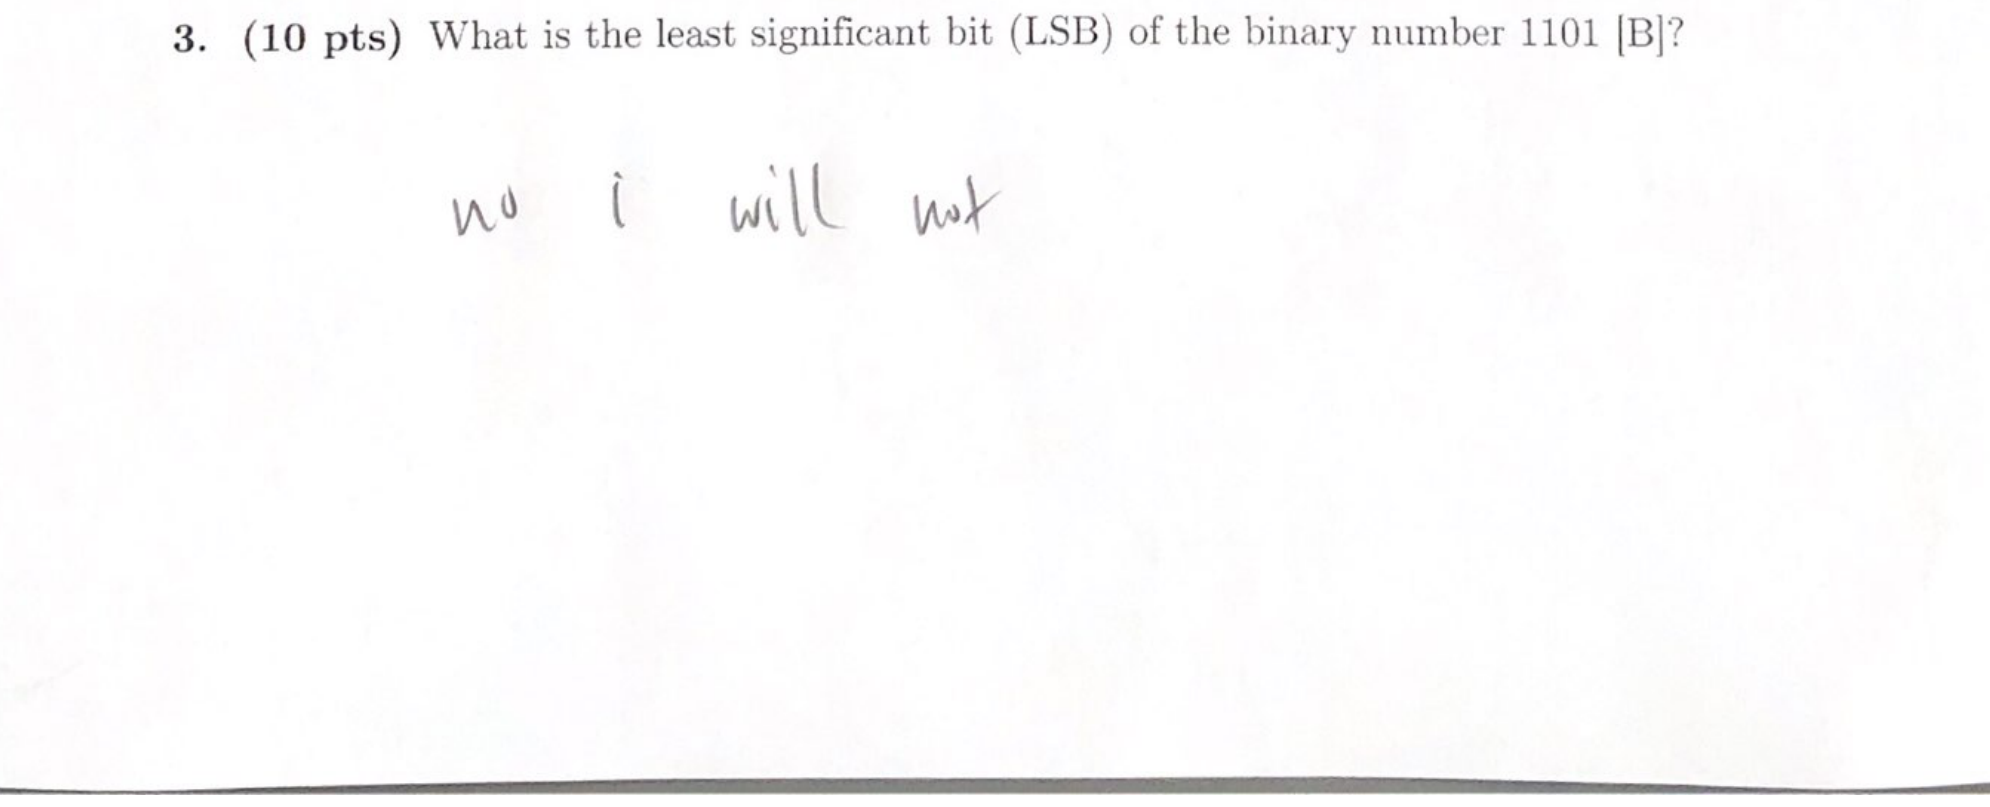 3. (10 pts) What is the least significant bit (LSB) of the binary number 1101 [B]?
no i will not